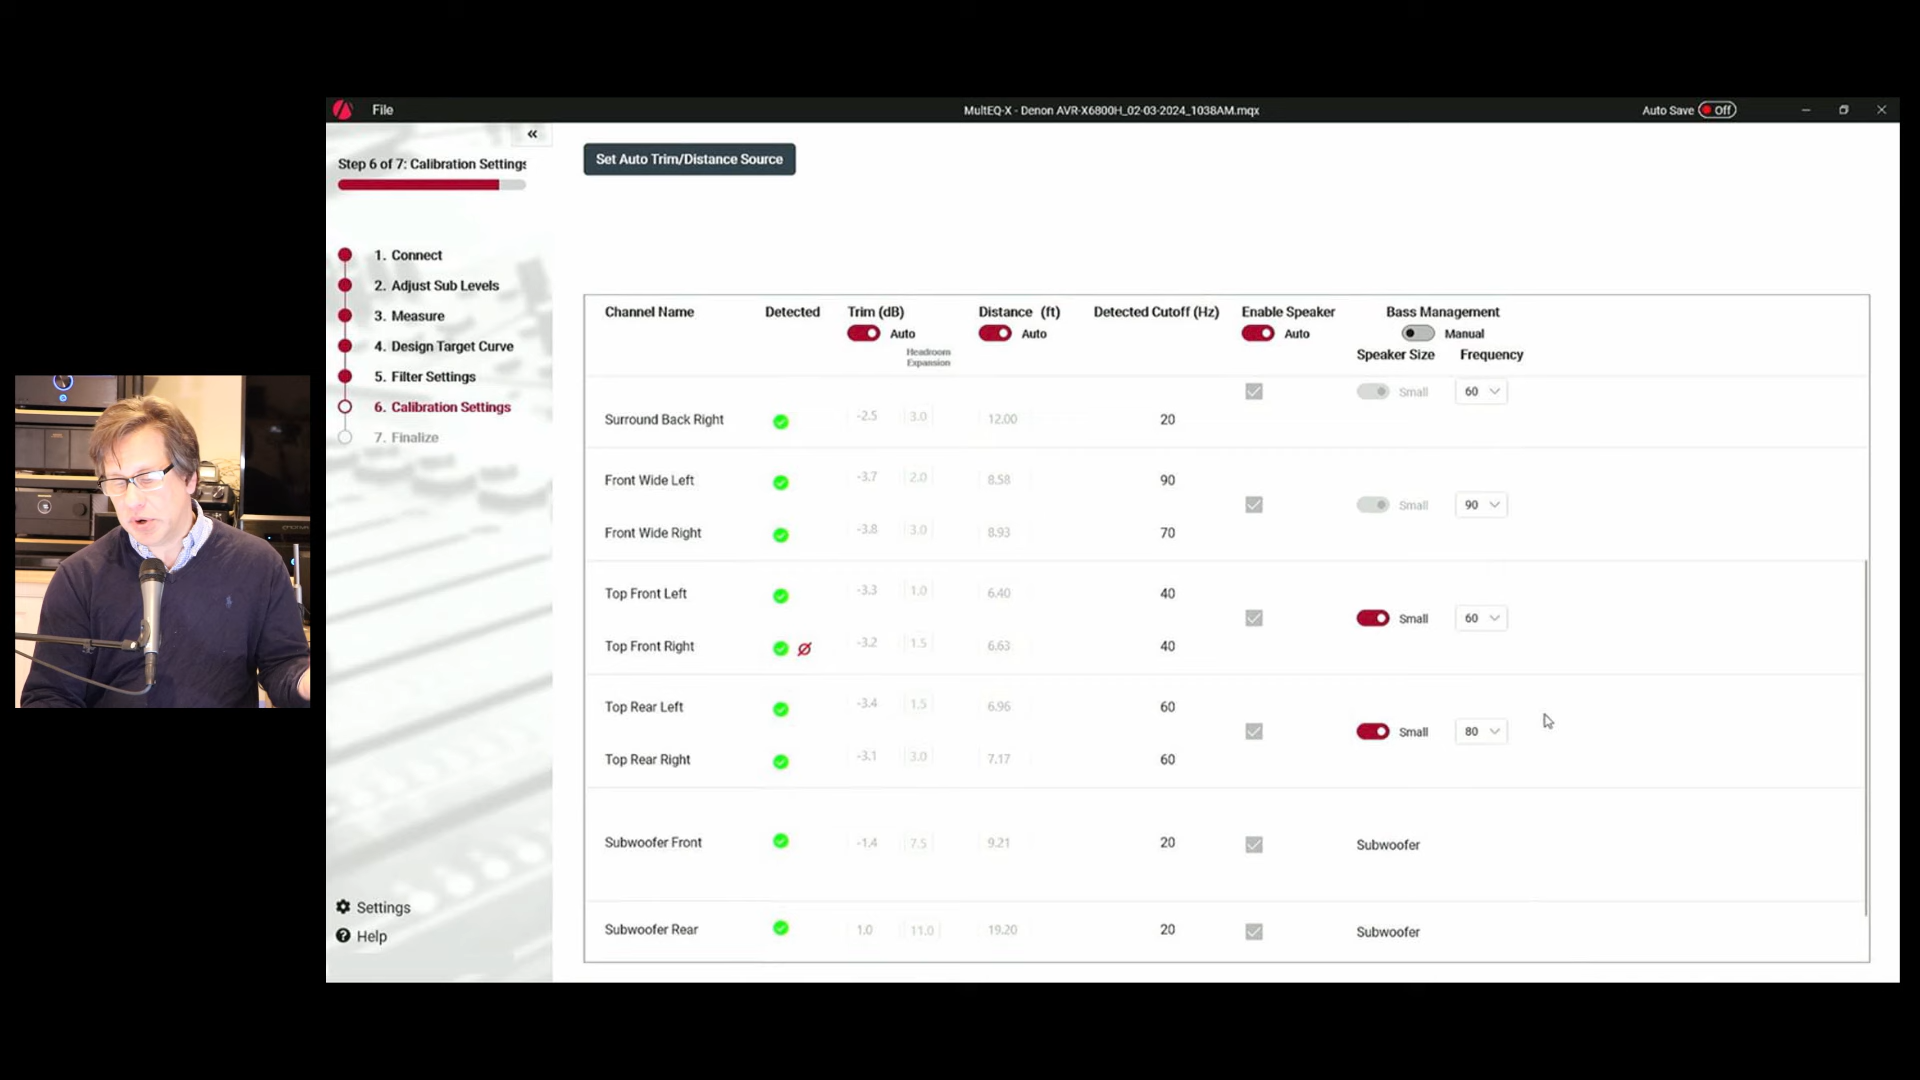 File
MultEQ-X - Denon AVR-X6800H_02-03-2024_1038AM.mqx
Auto Save Off
«
Step 6 of 7: Calibration Settings
1. Connect
2. Adjust Sub Levels
3. Measure
4. Design Target Curve
5. Filter Settings
6. Calibration Settings
7. Finalize
Settings
Help
Set Auto Trim/Distance Source
Channel Name Detected Trim (dB) Distance (ft) Detected Cutoff (Hz) Enable Speaker Bass Management
Auto Auto Auto Manual
Headroom Expansion Speaker Size Frequency
Small 60
Surround Back Right -2.5 3.0 12.00 20
Front Wide Left -3.7 2.0 8.58 90
Small 90
Front Wide Right -3.8 3.0 8.93 70
Top Front Left -3.3 1.0 6.40 40
Small 60
Top Front Right -3.2 1.5 6.63 40
Top Rear Left -3.4 1.5 6.96 60
Small 80
Top Rear Right -3.1 3.0 7.17 60
Subwoofer Front -1.4 7.5 9.21 20 Subwoofer
Subwoofer Rear 1.0 11.0 19.20 20 Subwoofer